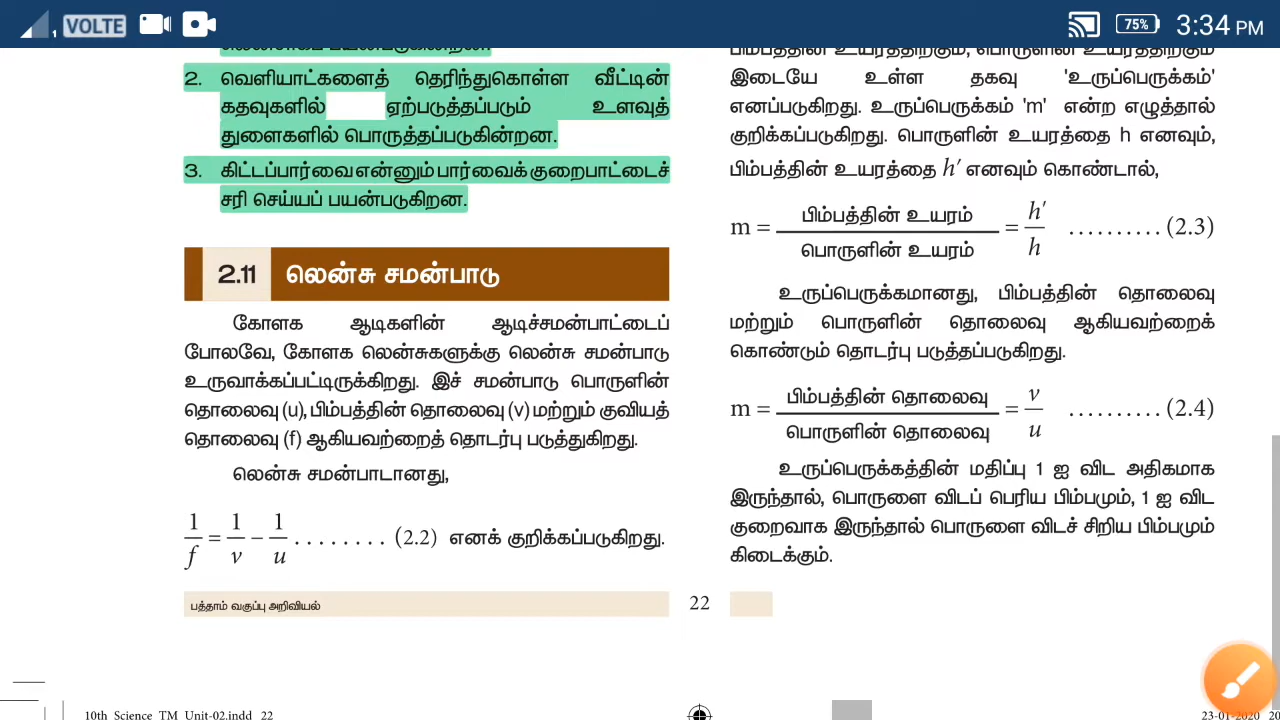 1 VOLTE 75% 3:34 PM
2. வெளியாட்களைத் தெரிந்துகொள்ள வீட்டின்
கதவுகளில் ஏற்படுத்தப்படும் உளவுத்
துளைகளில் பொருத்தப்படுகின்றன.
3. கிட்டப்பார்வை என்னும் பார்வைக் குறைபாட்டைச்
சரி செய்யப் பயன்படுகிறன.
2.11 லென்சு சமன்பாடு
கோளக ஆடிகளின் ஆடிச்சமன்பாட்டைப்
போலவே, கோளக லென்சுகளுக்கு லென்சு சமன்பாடு
உருவாக்கப்பட்டிருக்கிறது. இச் சமன்பாடு பொருளின்
தொலைவு (u), பிம்பத்தின் தொலைவு (v) மற்றும் குவியத்
தொலைவு (f) ஆகியவற்றைத் தொடர்பு படுத்துகிறது.
லென்சு சமன்பாடானது,
1/f = 1/v − 1/u ........ (2.2) எனக் குறிக்கப்படுகிறது.
பிம்பத்தின் உயரத்திற்கும், பொருளின் உயரத்திற்கும்
இடையே உள்ள தகவு 'உருப்பெருக்கம்'
எனப்படுகிறது. உருப்பெருக்கம் 'm' என்ற எழுத்தால்
குறிக்கப்படுகிறது. பொருளின் உயரத்தை h எனவும்,
பிம்பத்தின் உயரத்தை h′ எனவும் கொண்டால்,
m = பிம்பத்தின் உயரம் / பொருளின் உயரம் = h′/h .......... (2.3)
உருப்பெருக்கமானது, பிம்பத்தின் தொலைவு
மற்றும் பொருளின் தொலைவு ஆகியவற்றைக்
கொண்டும் தொடர்பு படுத்தப்படுகிறது.
m = பிம்பத்தின் தொலைவு / பொருளின் தொலைவு = v/u .......... (2.4)
உருப்பெருக்கத்தின் மதிப்பு 1 ஐ விட அதிகமாக
இருந்தால், பொருளை விடப் பெரிய பிம்பமும், 1 ஐ விட
குறைவாக இருந்தால் பொருளை விடச் சிறிய பிம்பமும்
கிடைக்கும்.
பத்தாம் வகுப்பு அறிவியல் 22
10th_Science_TM_Unit-02.indd 22 23-01-2020 20